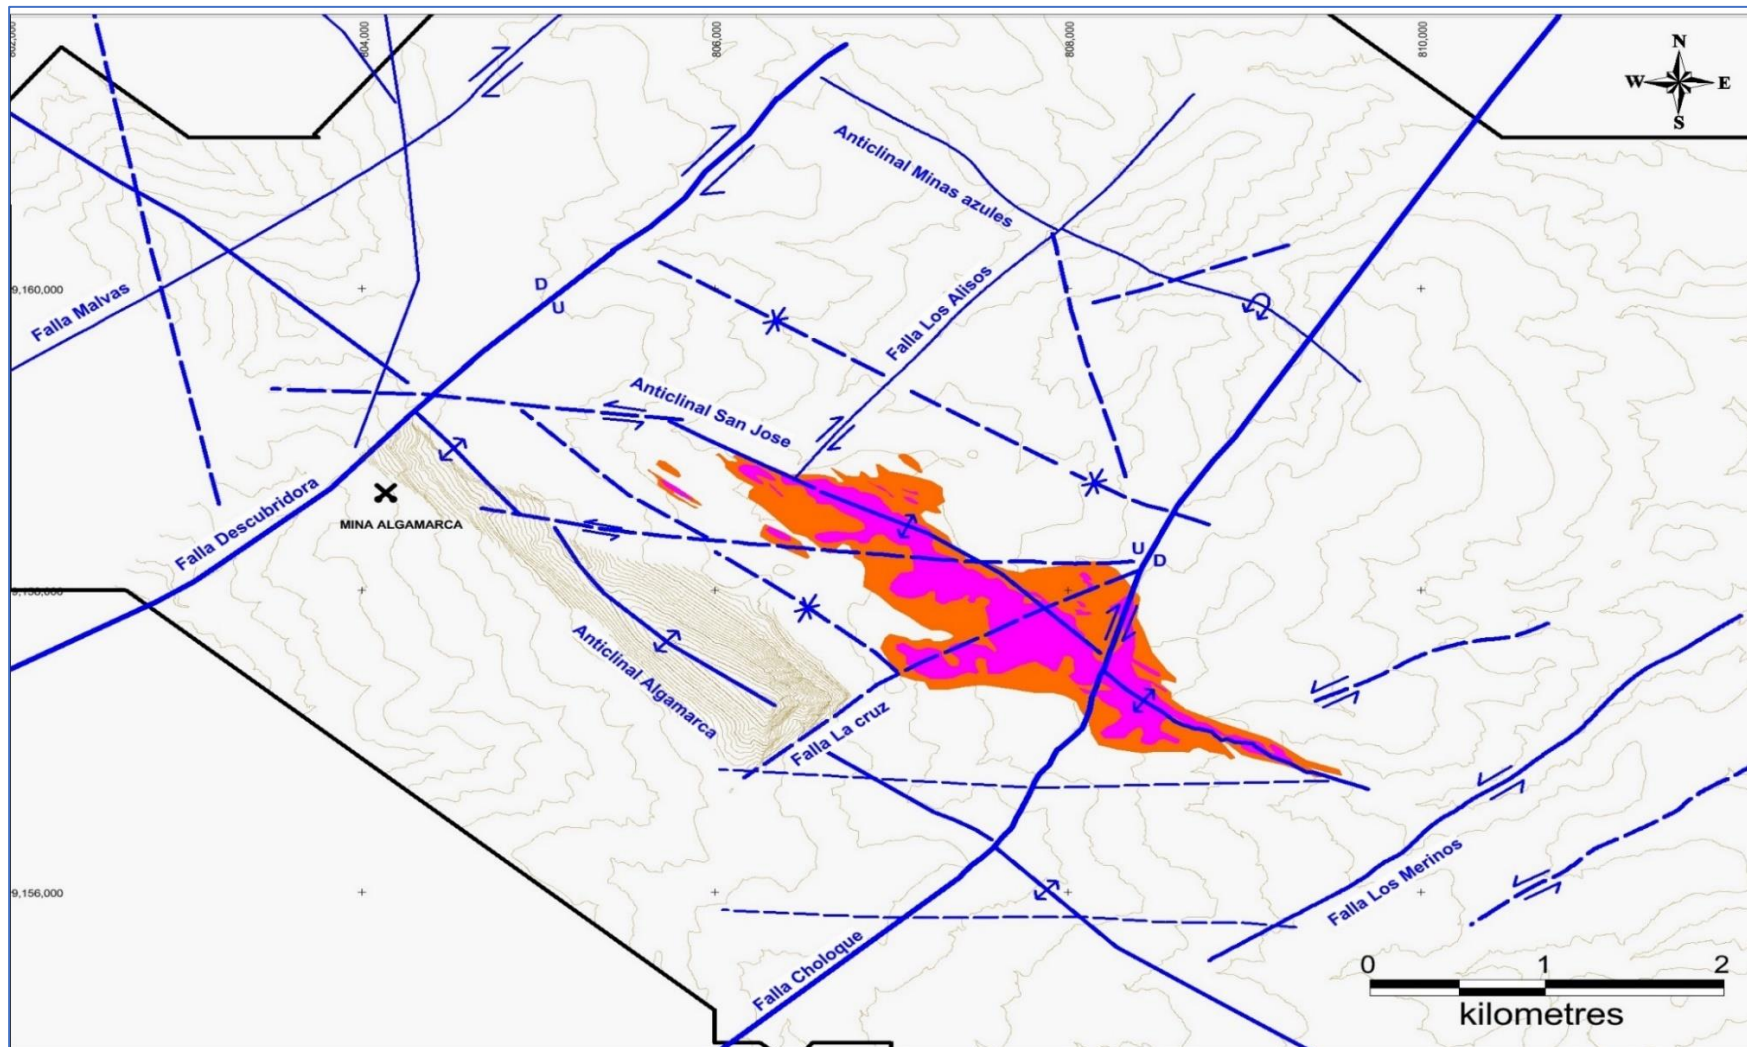 804,000
806,000
808,000
810,000
N
W E
S
Anticlinal Minas azules
D
U
9,160,000
Falla Malvas
Falla Los Alisos
Anticlinal San Jose
Falla Descubridora
MINA ALGAMARCA
U
D
Anticlinal Algamarca
Falla La cruz
9,156,000
Falla Los Merinos
Falla Choloque
0 1 2
kilometres